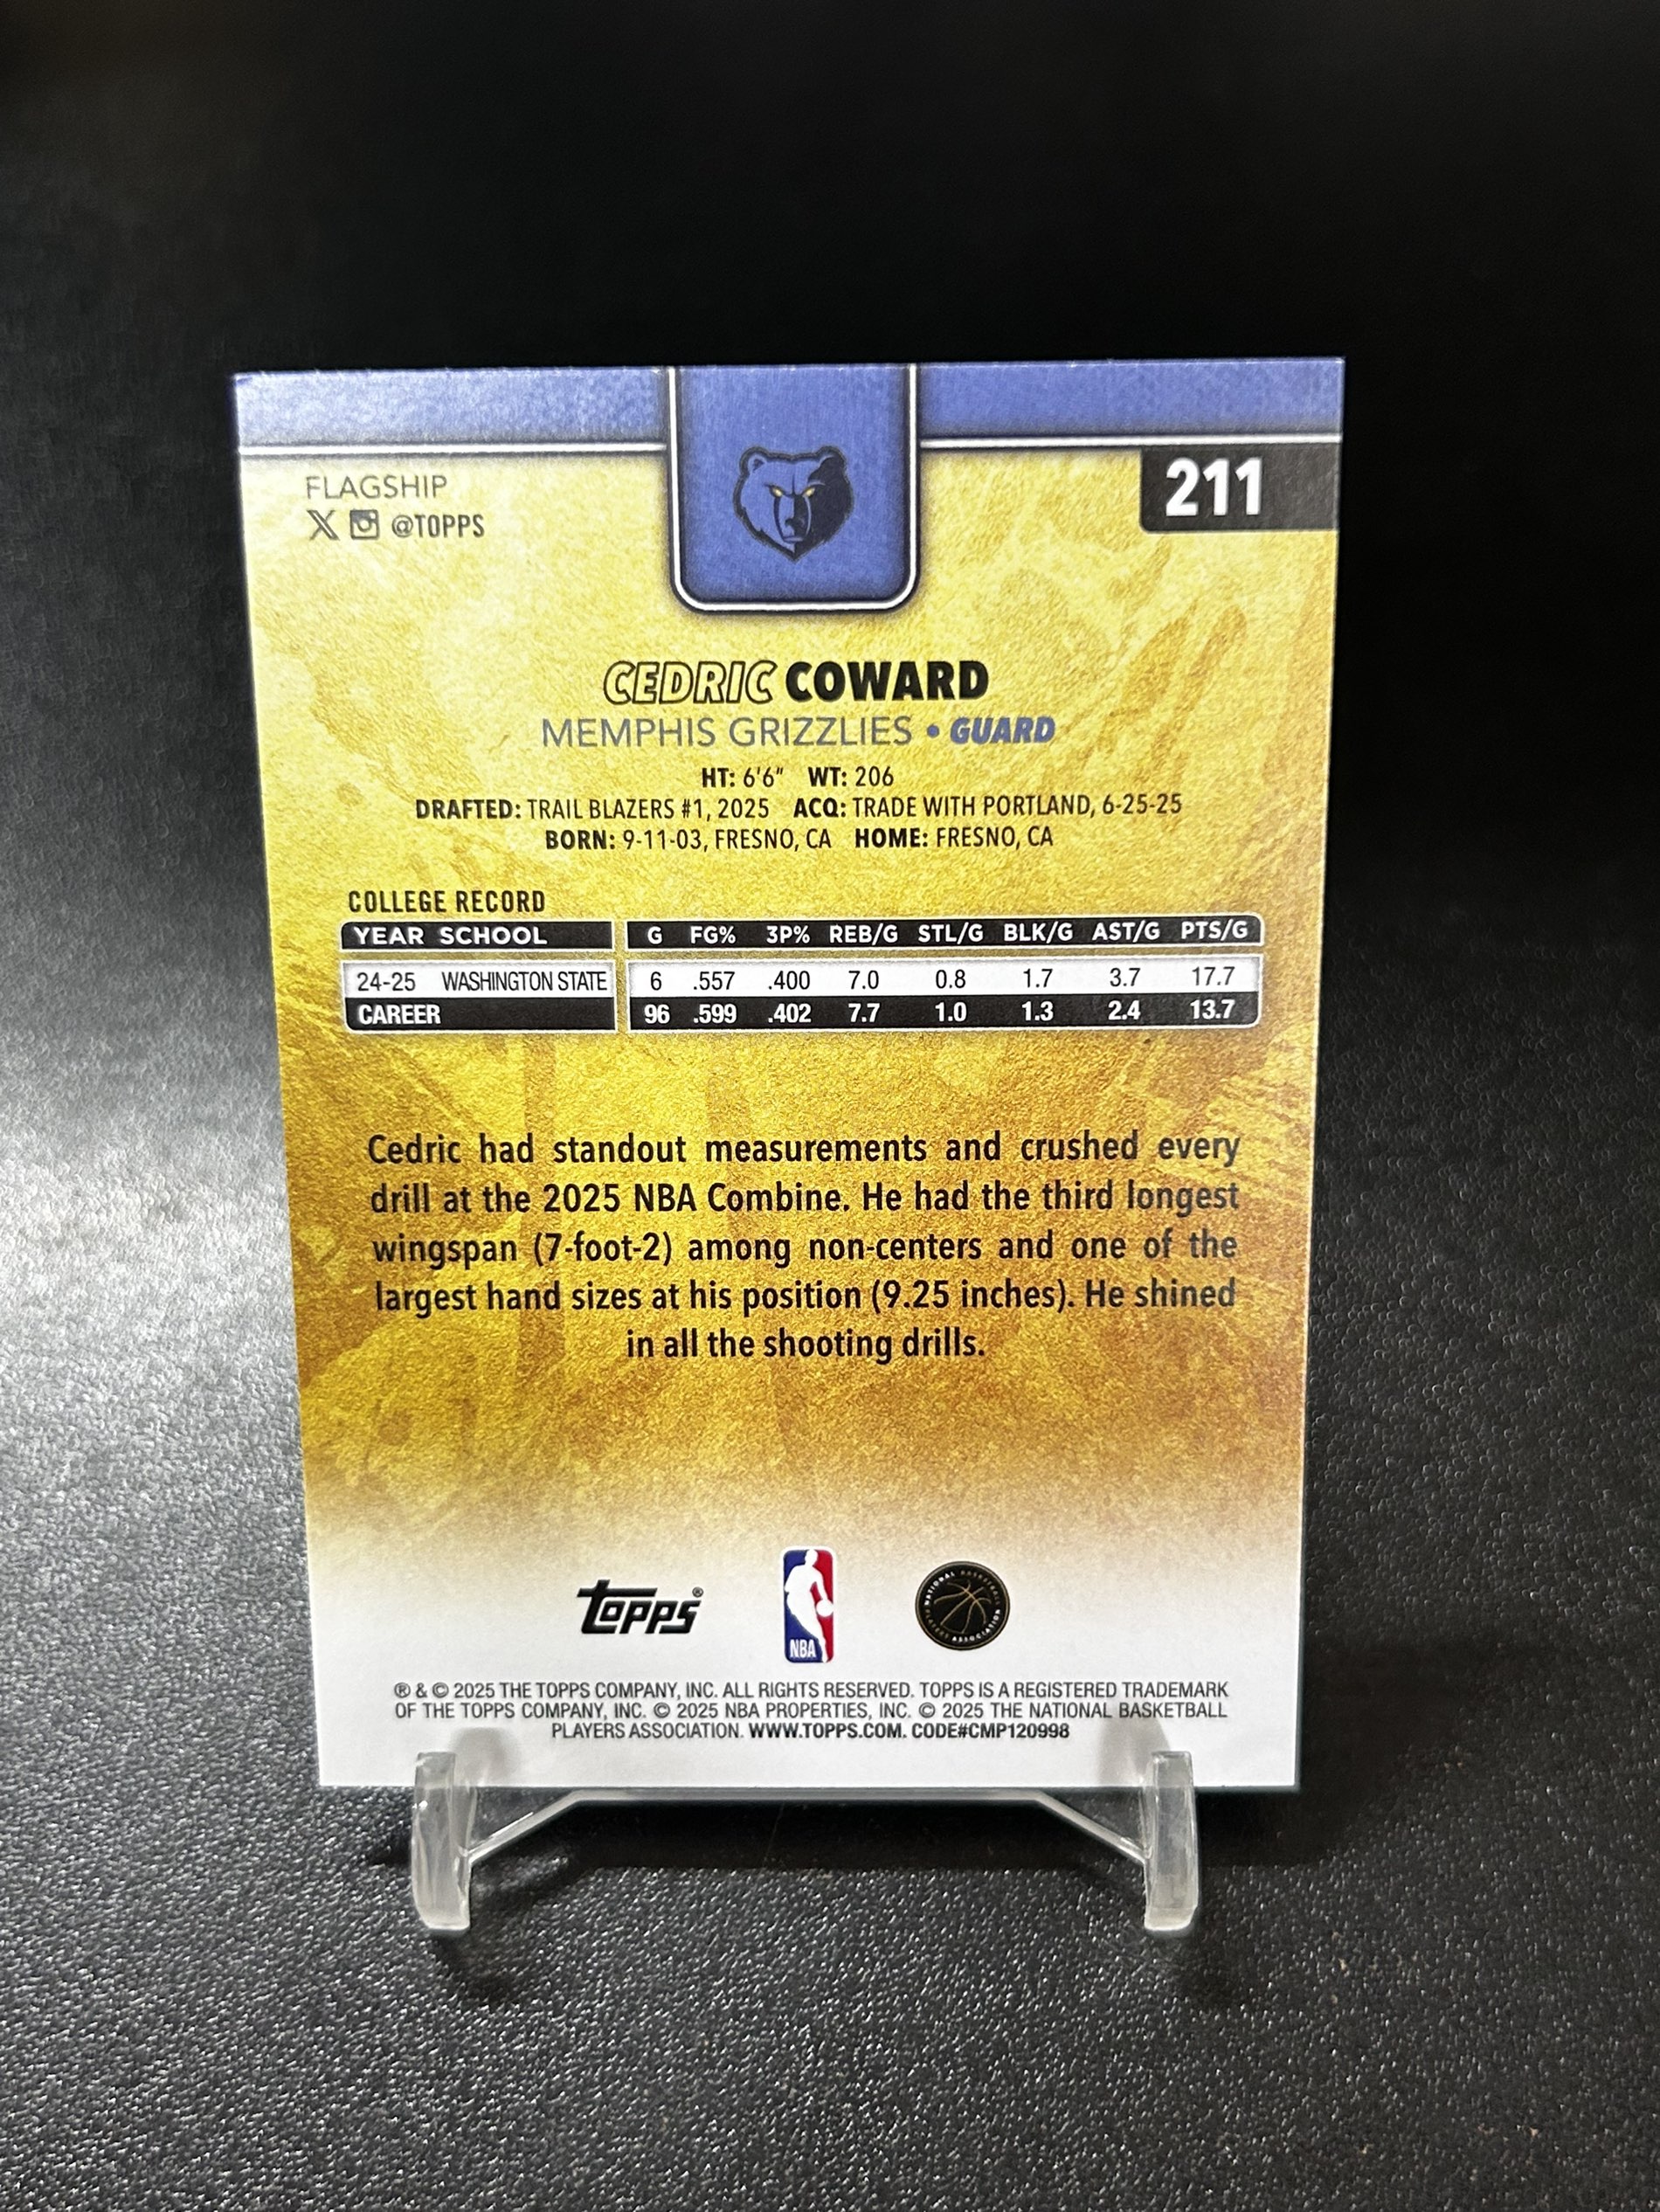 FLAGSHIP
@TOPPS
211
CEDRIC COWARD
MEMPHIS GRIZZLIES • GUARD
HT: 6'6" WT: 206
DRAFTED: TRAIL BLAZERS #1, 2025 ACQ: TRADE WITH PORTLAND, 6-25-25
BORN: 9-11-03, FRESNO, CA HOME: FRESNO, CA
COLLEGE RECORD
YEAR SCHOOL G FG% 3P% REB/G STL/G BLK/G AST/G PTS/G
24-25 WASHINGTON STATE 6 .557 .400 7.0 0.8 1.7 3.7 17.7
CAREER 96 .599 .402 7.7 1.0 1.3 2.4 13.7
Cedric had standout measurements and crushed every
drill at the 2025 NBA Combine. He had the third longest
wingspan (7-foot-2) among non-centers and one of the
largest hand sizes at his position (9.25 inches). He shined
in all the shooting drills.
topps®
NBA
NATIONAL BASKETBALL PLAYERS ASSOCIATION
® & © 2025 THE TOPPS COMPANY, INC. ALL RIGHTS RESERVED. TOPPS IS A REGISTERED TRADEMARK
OF THE TOPPS COMPANY, INC. © 2025 NBA PROPERTIES, INC. © 2025 THE NATIONAL BASKETBALL
PLAYERS ASSOCIATION. WWW.TOPPS.COM. CODE#CMP120998